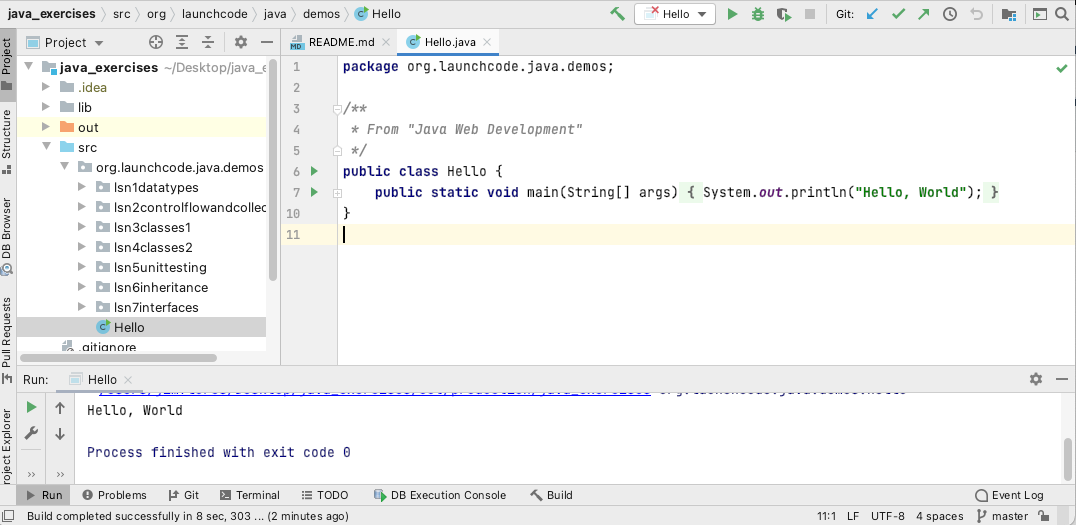 java_exercises src org launchcode java demos Hello
Hello
Git:
Project
README.md
Hello.java
java_exercises ~/Desktop/java_e
.idea
lib
out
src
org.launchcode.java.demos
lsn1datatypes
lsn2controlflowandcollec
lsn3classes1
lsn4classes2
lsn5unittesting
lsn6inheritance
lsn7interfaces
Hello
.gitignore
Project
Structure
DB Browser
Pull Requests
roject Explorer
1 package org.launchcode.java.demos;
2
3 /**
4 * From "Java Web Development"
5 */
6 public class Hello {
7 public static void main(String[] args) { System.out.println("Hello, World"); }
10 }
11
Run: Hello
Hello, World
Process finished with exit code 0
Run Problems Git Terminal TODO DB Execution Console Build Event Log
Build completed successfully in 8 sec, 303 ... (2 minutes ago) 11:1 LF UTF-8 4 spaces master